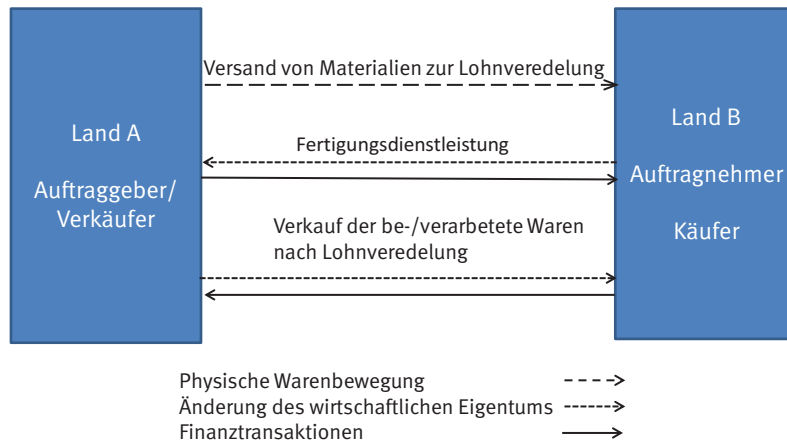 Versand von Materialien zur Lohnveredelung
Land A
Auftraggeber/
Verkäufer
Land B
Auftragnehmer
Käufer
Fertigungsdienstleistung
Verkauf der be-/verarbetete Waren
nach Lohnveredelung
Physische Warenbewegung
Änderung des wirtschaftlichen Eigentums
Finanztransaktionen